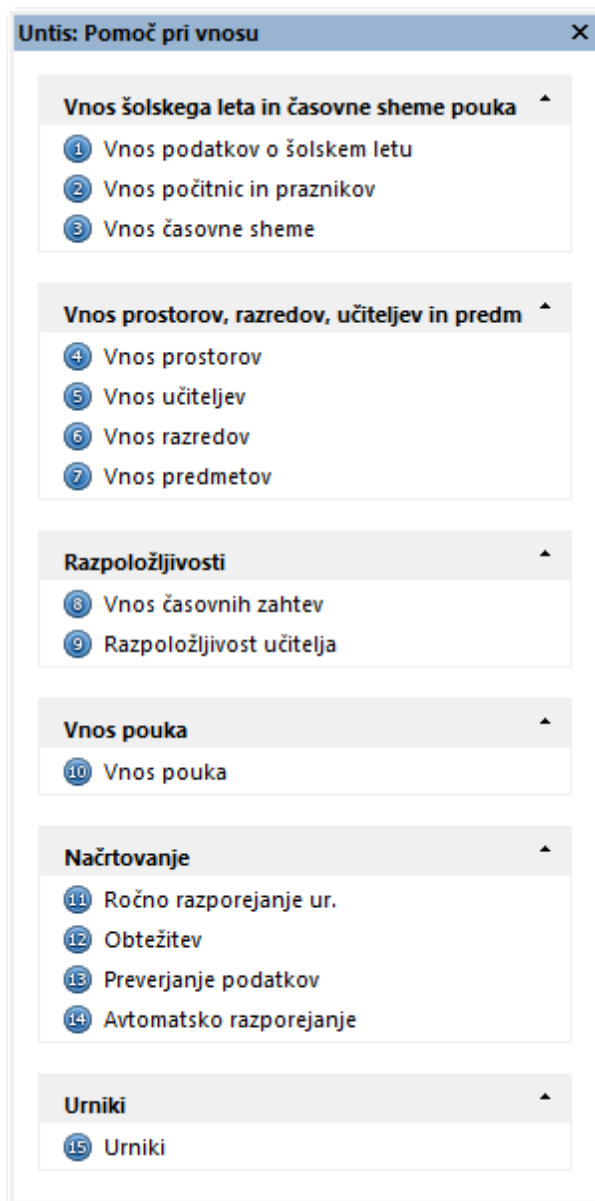 Untis: Pomoč pri vnosu
Vnos šolskega leta in časovne sheme pouka
1 Vnos podatkov o šolskem letu
2 Vnos počitnic in praznikov
3 Vnos časovne sheme
Vnos prostorov, razredov, učiteljev in predm
4 Vnos prostorov
5 Vnos učiteljev
6 Vnos razredov
7 Vnos predmetov
Razpoložljivosti
8 Vnos časovnih zahtev
9 Razpoložljivost učitelja
Vnos pouka
10 Vnos pouka
Načrtovanje
11 Ročno razporejanje ur.
12 Obtežitev
13 Preverjanje podatkov
14 Avtomatsko razporejanje
Urniki
15 Urniki